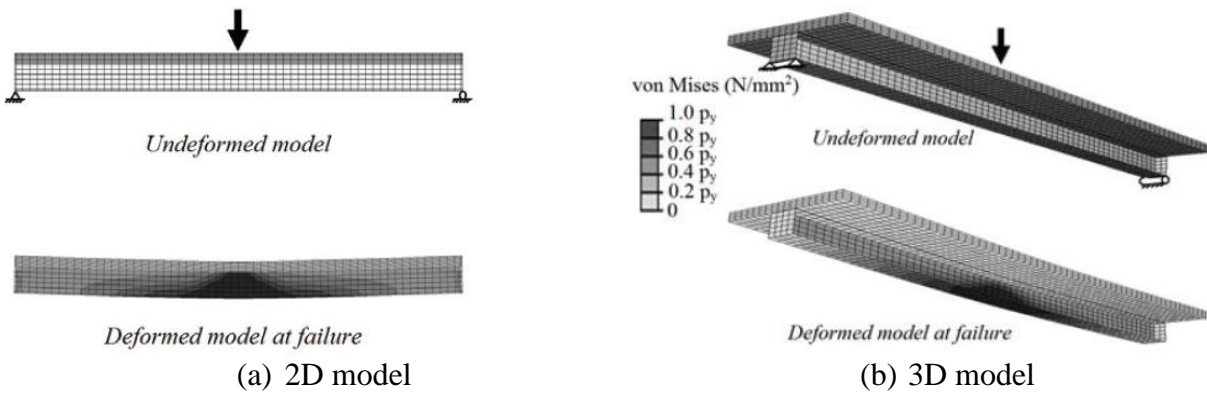 Undeformed model
Deformed model at failure
(a) 2D model
von Mises (N/mm²)
1.0 pᵧ
0.8 pᵧ
0.6 pᵧ
0.4 pᵧ
0.2 pᵧ
0
Undeformed model
Deformed model at failure
(b) 3D model